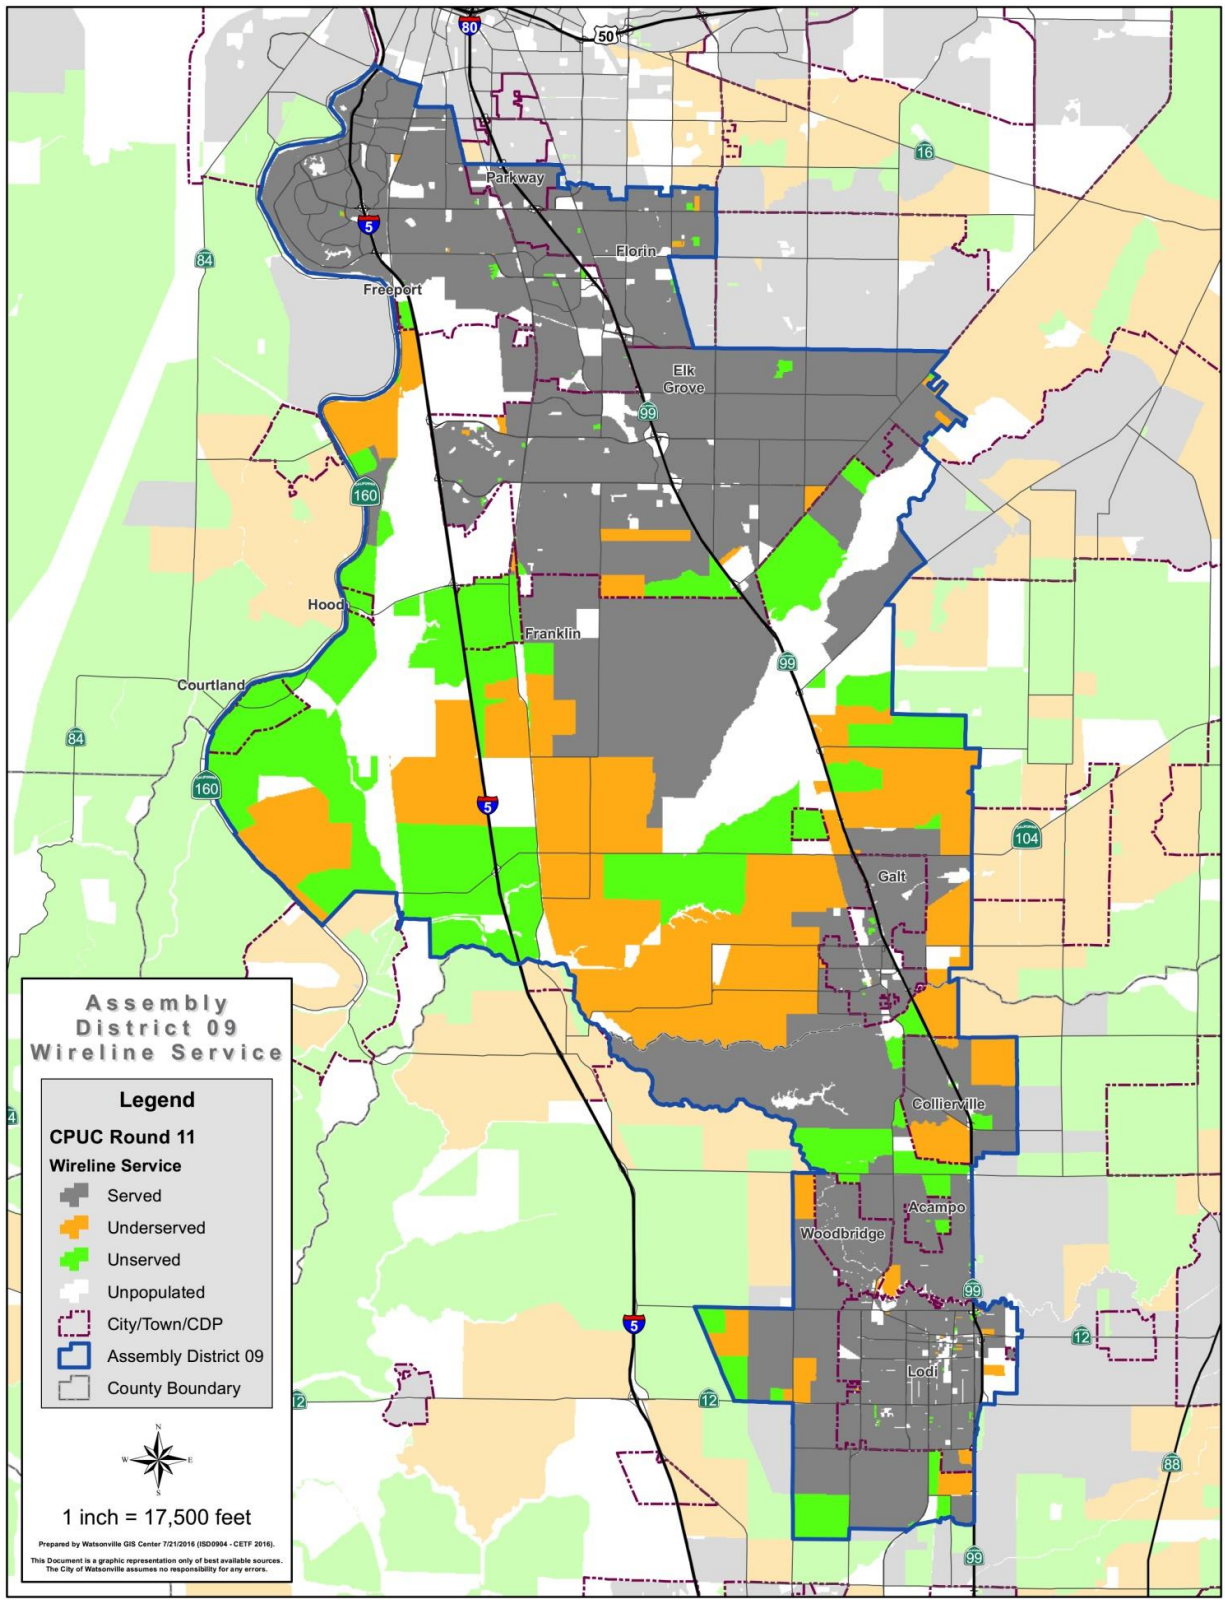 80
50
16
Parkway
5
Florin
84
Freeport
Elk
Grove
99
160
Hood
Franklin
99
Courtland
84
160
5
104
Galt
Assembly
District 09
Wireline Service
Legend
CPUC Round 11
Wireline Service
Served
Underserved
Unserved
Unpopulated
City/Town/CDP
Assembly District 09
County Boundary
N
W
E
S
1 inch = 17,500 feet
Prepared by Watsonville GIS Center 7/21/2016 (ISD0904 - CETF 2016).
This Document is a graphic representation only of best available sources.
The City of Watsonville assumes no responsibility for any errors.
4
Collierville
Acampo
Woodbridge
99
5
12
Lodi
12
12
88
99